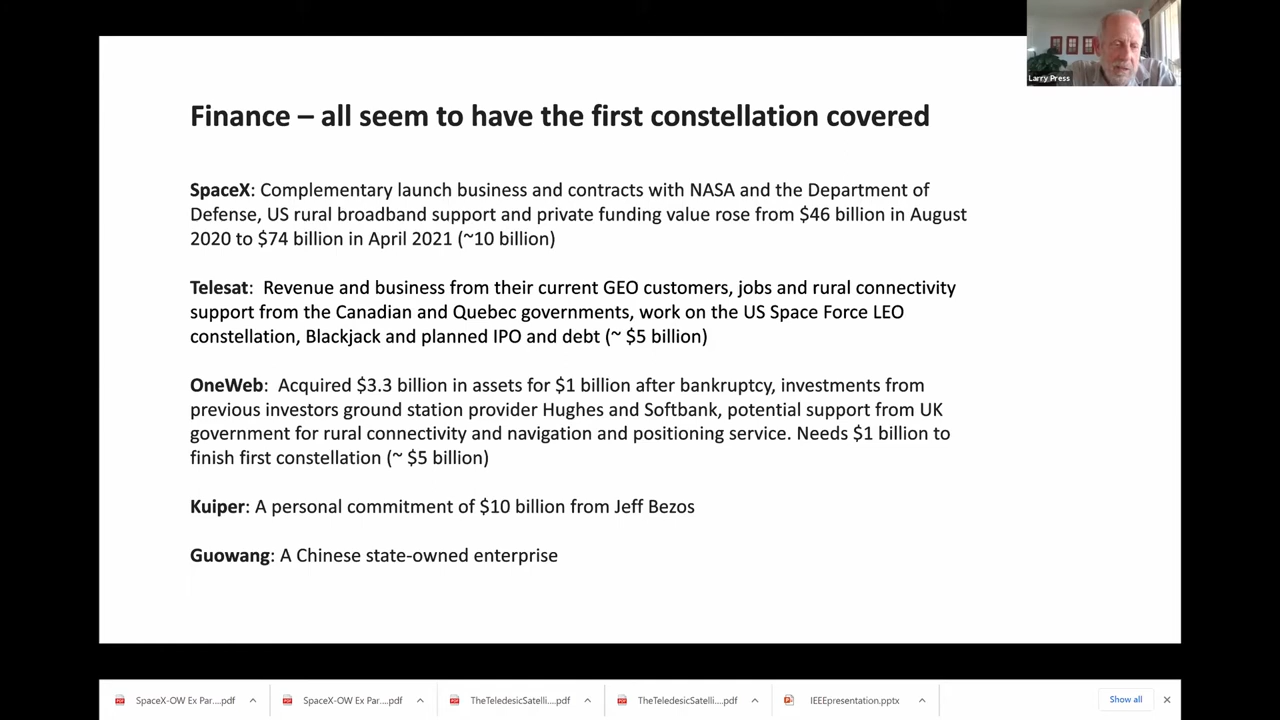 Larry Press
Finance – all seem to have the first constellation covered
SpaceX: Complementary launch business and contracts with NASA and the Department of
Defense, US rural broadband support and private funding value rose from $46 billion in August
2020 to $74 billion in April 2021 (~10 billion)
Telesat:  Revenue and business from their current GEO customers, jobs and rural connectivity
support from the Canadian and Quebec governments, work on the US Space Force LEO
constellation, Blackjack and planned IPO and debt (~ $5 billion)
OneWeb:  Acquired $3.3 billion in assets for $1 billion after bankruptcy, investments from
previous investors ground station provider Hughes and Softbank, potential support from UK
government for rural connectivity and navigation and positioning service. Needs $1 billion to
finish first constellation (~ $5 billion)
Kuiper: A personal commitment of $10 billion from Jeff Bezos
Guowang: A Chinese state-owned enterprise
SpaceX-OW Ex Par....pdf SpaceX-OW Ex Par....pdf TheTeledesicSatelli....pdf TheTeledesicSatelli....pdf IEEEpresentation.pptx Show all